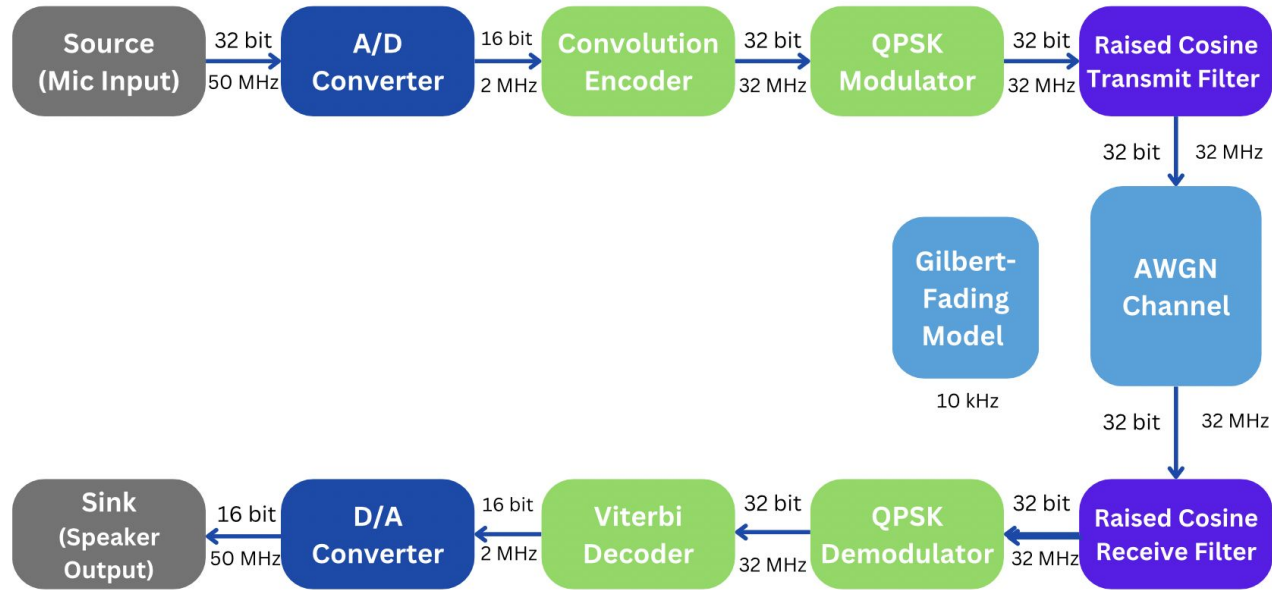 Source
(Mic Input)
32 bit
50 MHz
A/D
Converter
16 bit
2 MHz
Convolution
Encoder
32 bit
32 MHz
QPSK
Modulator
32 bit
32 MHz
Raised Cosine
Transmit Filter
32 bit
32 MHz
Gilbert-
Fading
Model
10 kHz
AWGN
Channel
32 bit
32 MHz
Sink
(Speaker
Output)
16 bit
50 MHz
D/A
Converter
16 bit
2 MHz
Viterbi
Decoder
32 bit
32 MHz
QPSK
Demodulator
32 bit
32 MHz
Raised Cosine
Receive Filter